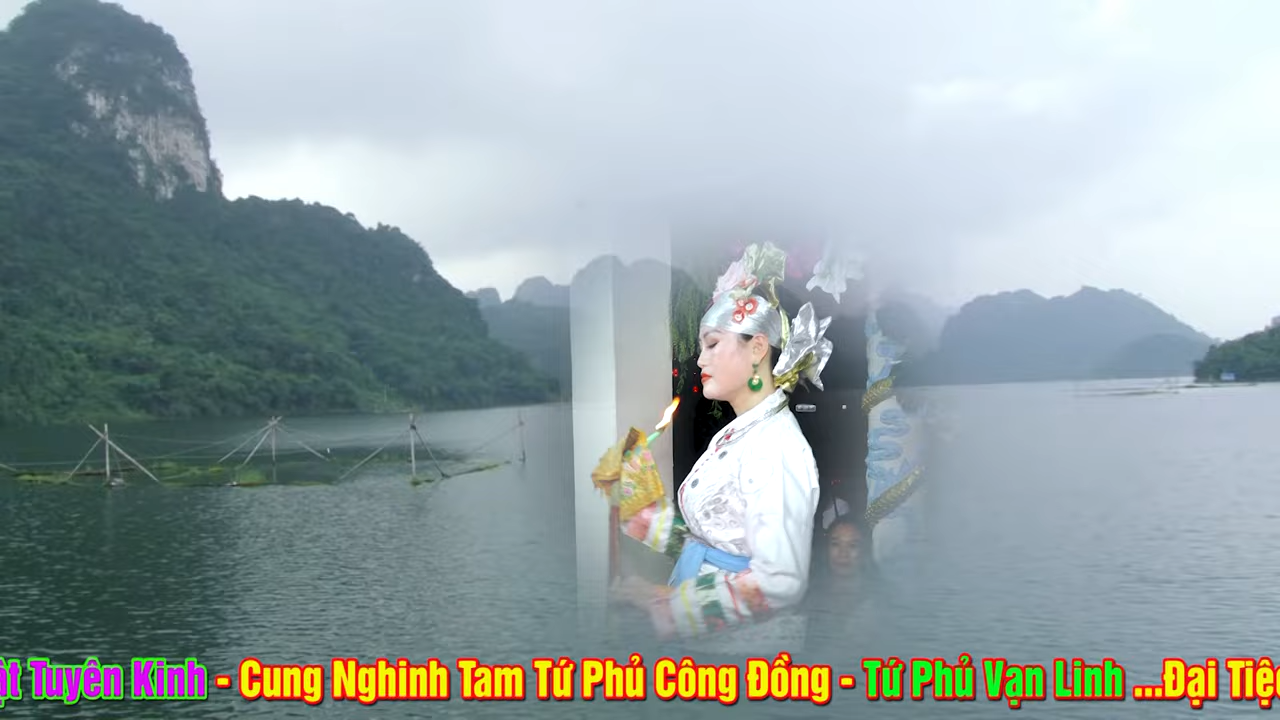 Tuyên Kinh - Cung Nghinh Tam Tứ Phủ Công Đồng - Tứ Phủ Vạn Linh ...Đại